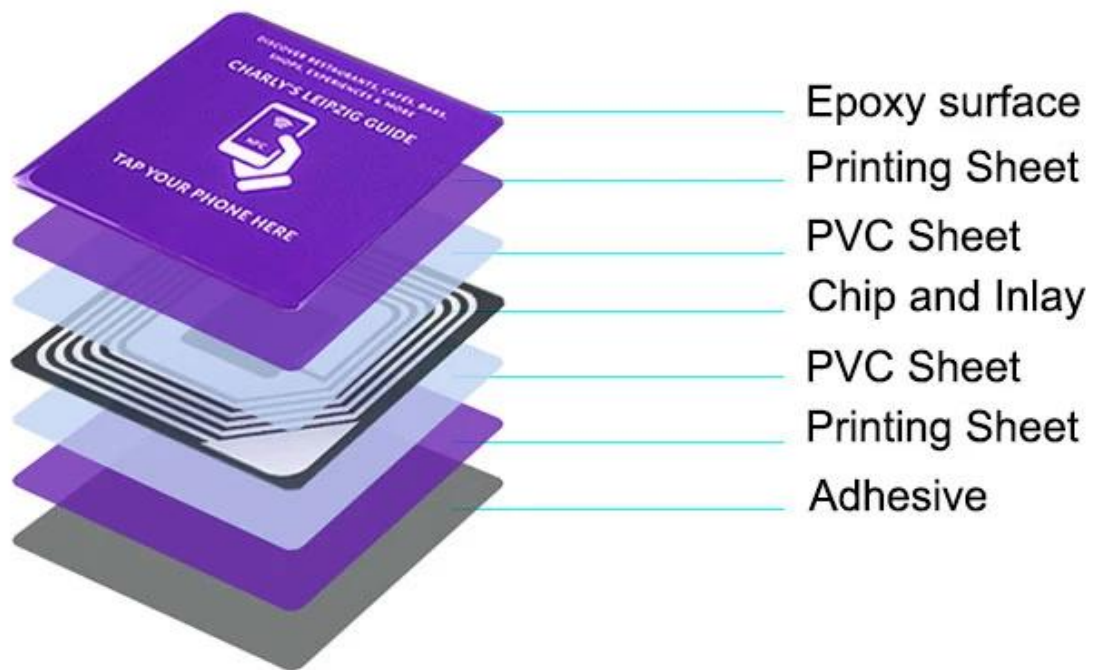 DISCOVER RESTAURANTS, CAFÉS, BARS,
SHOPS, EXPERIENCES & MORE
CHARLY'S LEIPZIG GUIDE
NFC
TAP YOUR PHONE HERE
Epoxy surface
Printing Sheet
PVC Sheet
Chip and Inlay
PVC Sheet
Printing Sheet
Adhesive